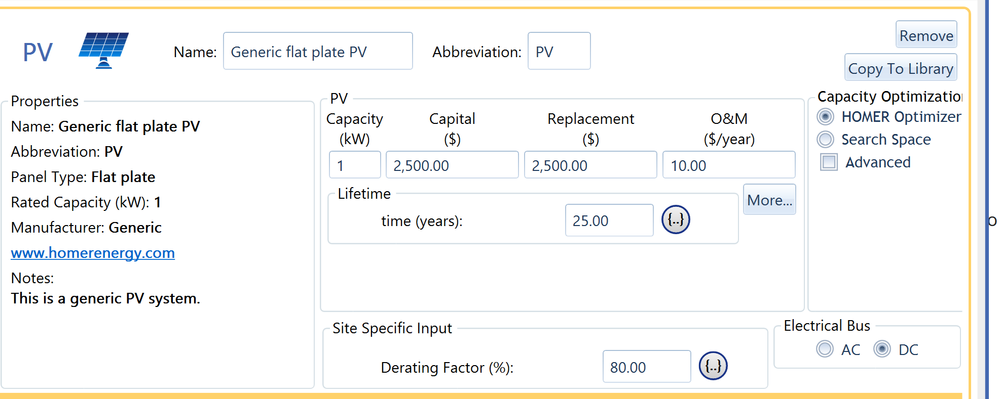 PV
Name: Generic flat plate PV
Abbreviation: PV
Remove
Copy To Library
Properties
Name: Generic flat plate PV
Abbreviation: PV
Panel Type: Flat plate
Rated Capacity (kW): 1
Manufacturer: Generic
www.homerenergy.com
Notes:
This is a generic PV system.
PV
Capacity (kW)
Capital ($)
Replacement ($)
O&M ($/year)
1
2,500.00
2,500.00
10.00
Lifetime
time (years): 25.00 {..}
More...
Capacity Optimizatio
HOMER Optimizer
Search Space
Advanced
Site Specific Input
Derating Factor (%): 80.00 {..}
Electrical Bus
AC DC
o